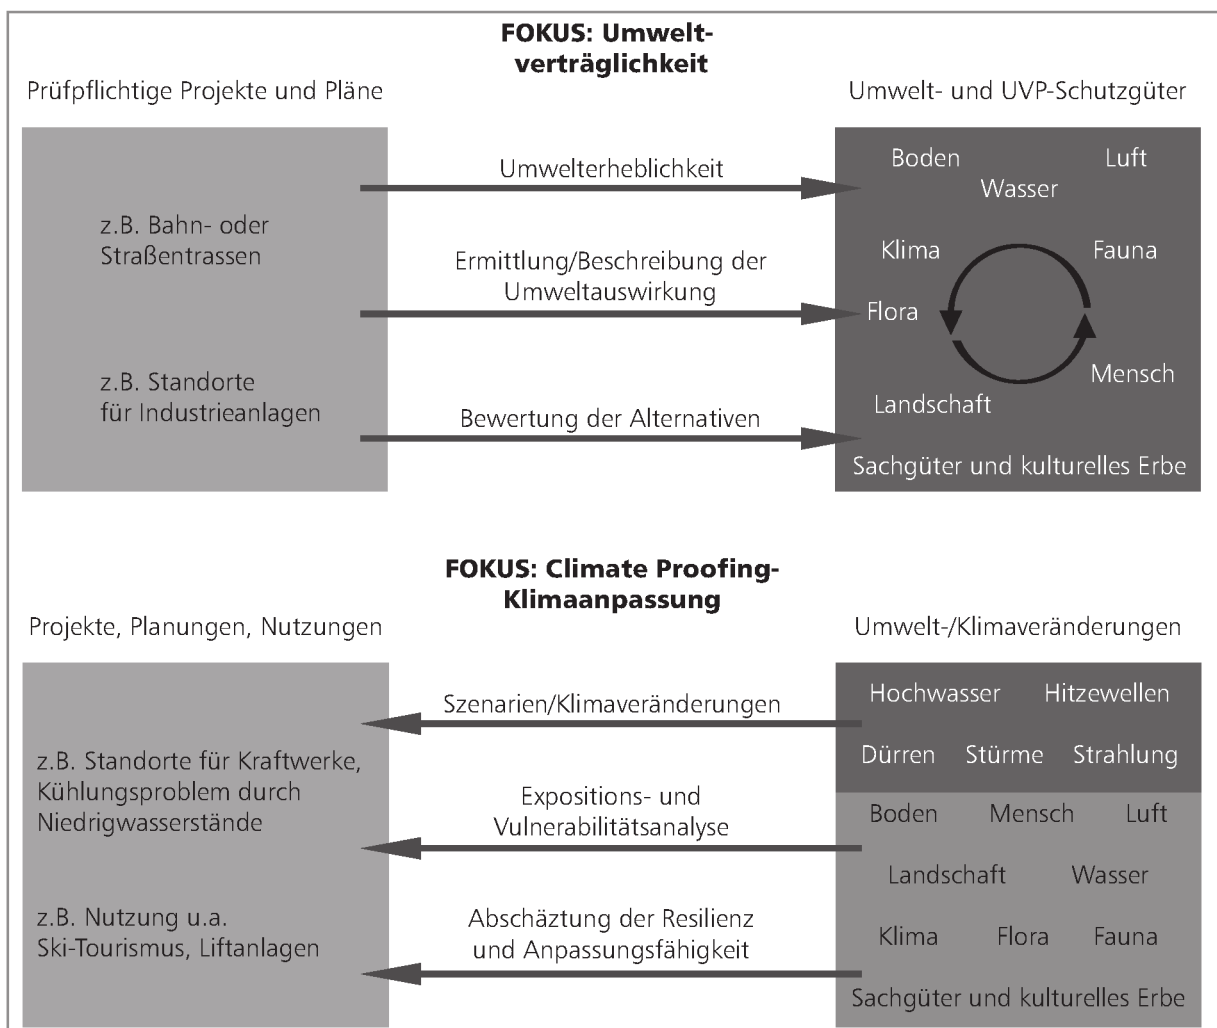 FOKUS: Umwelt-
verträglichkeit
Prüfpflichtige Projekte und Pläne
Umwelt- und UVP-Schutzgüter
z.B. Bahn- oder
Straßentrassen
z.B. Standorte
für Industrieanlagen
Umwelterheblichkeit
Ermittlung/Beschreibung der
Umweltauswirkung
Bewertung der Alternativen
Boden Luft
Wasser
Klima Fauna
Flora
Mensch
Landschaft
Sachgüter und kulturelles Erbe
FOKUS: Climate Proofing-
Klimaanpassung
Projekte, Planungen, Nutzungen
Umwelt-/Klimaveränderungen
z.B. Standorte für Kraftwerke,
Kühlungsproblem durch
Niedrigwasserstände
z.B. Nutzung u.a.
Ski-Tourismus, Liftanlagen
Szenarien/Klimaveränderungen
Expositions- und
Vulnerabilitätsanalyse
Abschäztung der Resilienz
und Anpassungsfähigkeit
Hochwasser Hitzewellen
Dürren Stürme Strahlung
Boden Mensch Luft
Landschaft Wasser
Klima Flora Fauna
Sachgüter und kulturelles Erbe